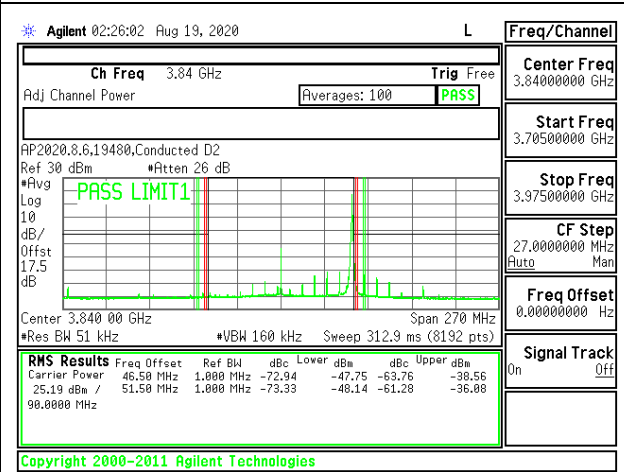 Agilent 02:26:02 Aug 19, 2020 L
Ch Freq 3.84 GHz Trig Free
Adj Channel Power Averages: 100 PASS
AP2020.8.6,19480,Conducted D2
Ref 30 dBm #Atten 26 dB
#Avg
Log
10
dB/
Offst
17.5
dB
PASS LIMIT1
Center 3.840 00 GHz Span 270 MHz
#Res BW 51 kHz #VBW 160 kHz Sweep 312.9 ms (8192 pts)
RMS Results Freq Offset Ref BW dBc Lower dBm dBc Upper dBm
Carrier Power 46.50 MHz 1.000 MHz -72.94 -47.75 -63.76 -38.56
25.19 dBm / 51.50 MHz 1.000 MHz -73.33 -48.14 -61.28 -36.08
90.0000 MHz
Copyright 2000-2011 Agilent Technologies
Freq/Channel
Center Freq
3.84000000 GHz
Start Freq
3.70500000 GHz
Stop Freq
3.97500000 GHz
CF Step
27.0000000 MHz
Auto Man
Freq Offset
0.00000000 Hz
Signal Track
On Off